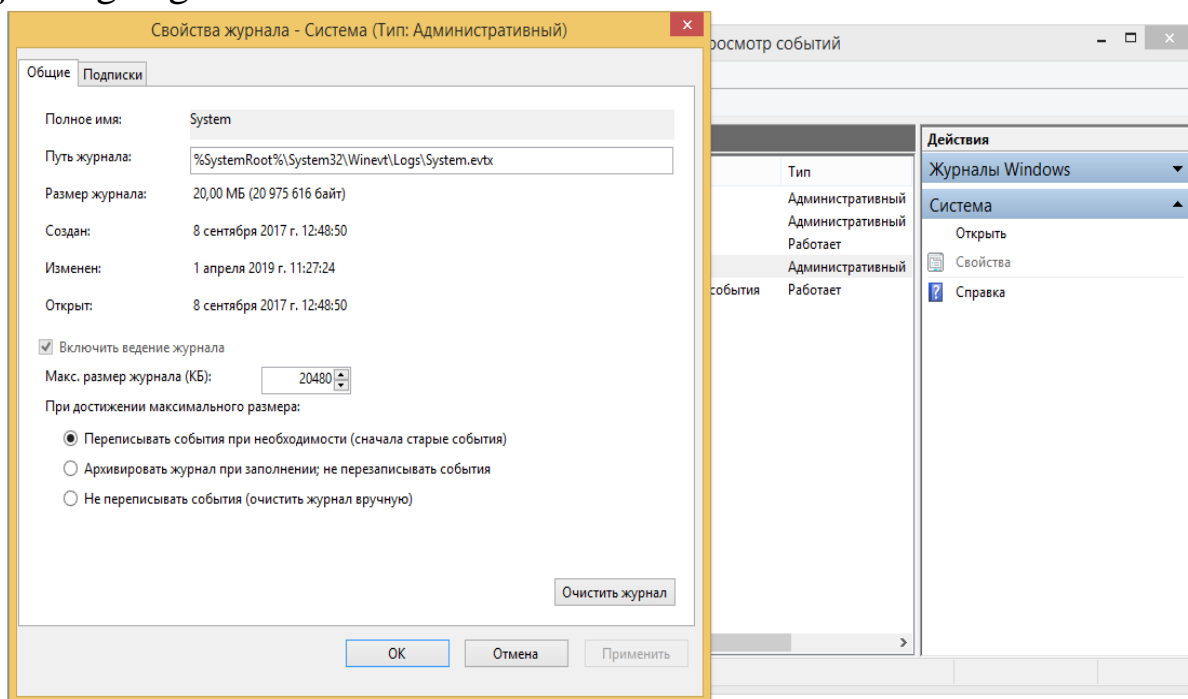 Свойства журнала - Система (Тип: Административный)
Общие
Подписки
Полное имя: System
Путь журнала: %SystemRoot%\System32\Winevt\Logs\System.evtx
Размер журнала: 20,00 МБ (20 975 616 байт)
Создан: 8 сентября 2017 г. 12:48:50
Изменен: 1 апреля 2019 г. 11:27:24
Открыт: 8 сентября 2017 г. 12:48:50
Включить ведение журнала
Макс. размер журнала (КБ): 20480
При достижении максимального размера:
Переписывать события при необходимости (сначала старые события)
Архивировать журнал при заполнении; не перезаписывать события
Не переписывать события (очистить журнал вручную)
Очистить журнал
ОК
Отмена
Применить
росмотр событий
Тип
Административный
Административный
Работает
Административный
события Работает
Действия
Журналы Windows
Система
Открыть
Свойства
Справка